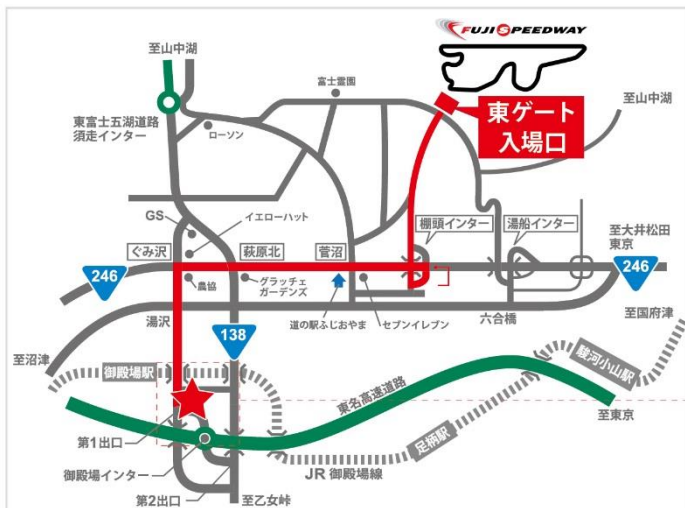 FUJI SPEEDWAY
至山中湖
富士霊園
至山中湖
東ゲート
入場口
東富士五湖道路
須走インター
ローソン
GS
イエローハット
棚頭インター
湯船インター
至大井松田
東京
ぐみ沢
萩原北
菅沼
246
農協
グラッチェ
ガーデンズ
道の駅ふじおやま
セブンイレブン
246
湯沢
138
六合橋
至国府津
至沼津
御殿場駅
駿河小山駅
東名高速道路
至東京
第1出口
足柄駅
御殿場インター
JR 御殿場線
第2出口
至乙女峠